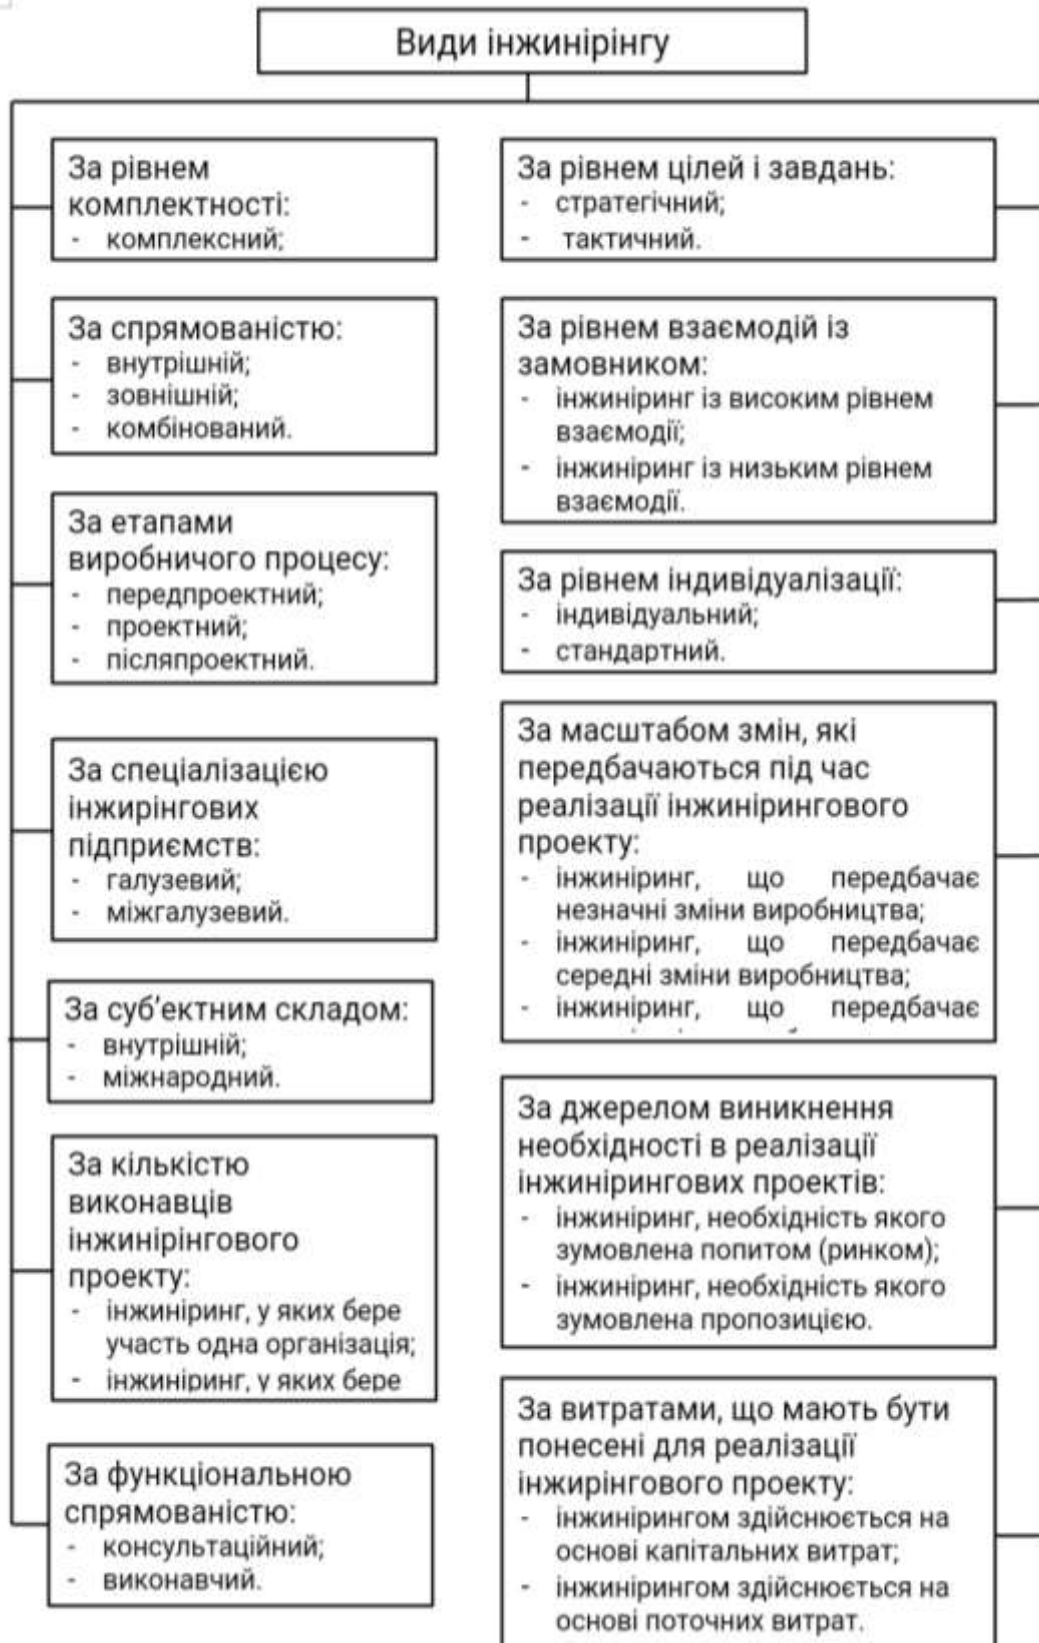 Види інжинірінгу
За рівнем
комплектності:
- комплексний;
За спрямованістю:
- внутрішній;
- зовнішній;
- комбінований.
За етапами
виробничого процесу:
- передпроектний;
- проектний;
- післяпроектний.
За спеціалізацією
інжирінгових
підприємств:
- галузевий;
- міжгалузевий.
За суб’ектним складом:
- внутрішній;
- міжнародний.
За кількістю
виконавців
інжинірінгового
проекту:
- інжиніринг, у яких бере
участь одна організація;
- інжиніринг, у яких бере
За функціональною
спрямованістю:
- консультаційний;
- виконавчий.
За рівнем цілей і завдань:
- стратегічний;
- тактичний.
За рівнем взаємодій із
замовником:
- інжиніринг із високим рівнем
взаємодії;
- інжиніринг із низьким рівнем
взаємодії.
За рівнем індивідуалізації:
- індивідуальний;
- стандартний.
За масштабом змін, які
передбачаються під час
реалізації інжинірингового
проекту:
- інжиніринг, що передбачає
незначні зміни виробництва;
- інжиніринг, що передбачає
середні зміни виробництва;
- інжиніринг, що передбачає
За джерелом виникнення
необхідності в реалізації
інжинірингових проектів:
- інжиніринг, необхідність якого
зумовлена попитом (ринком);
- інжиніринг, необхідність якого
зумовлена пропозицією.
За витратами, що мають бути
понесені для реалізації
інжирінгового проекту:
- інжинірингом здійснюється на
основі капітальних витрат;
- інжинірингом здійснюється на
основі поточних витрат.